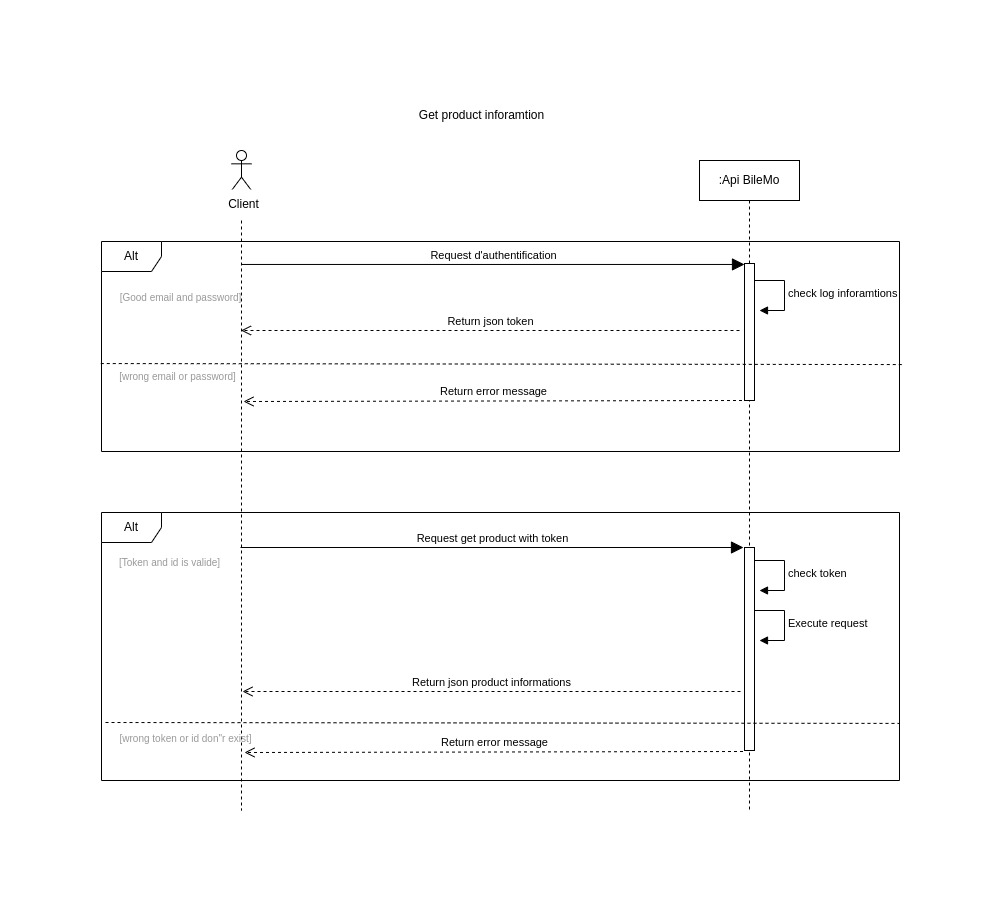 Get product inforamtion
Client
:Api BileMo
Alt
Request d'authentification
[Good email and password]
check log inforamtions
Return json token
[wrong email or password]
Return error message
Alt
Request get product with token
[Token and id is valide]
check token
Execute request
Return json product informations
[wrong token or id don"r exist]
Return error message